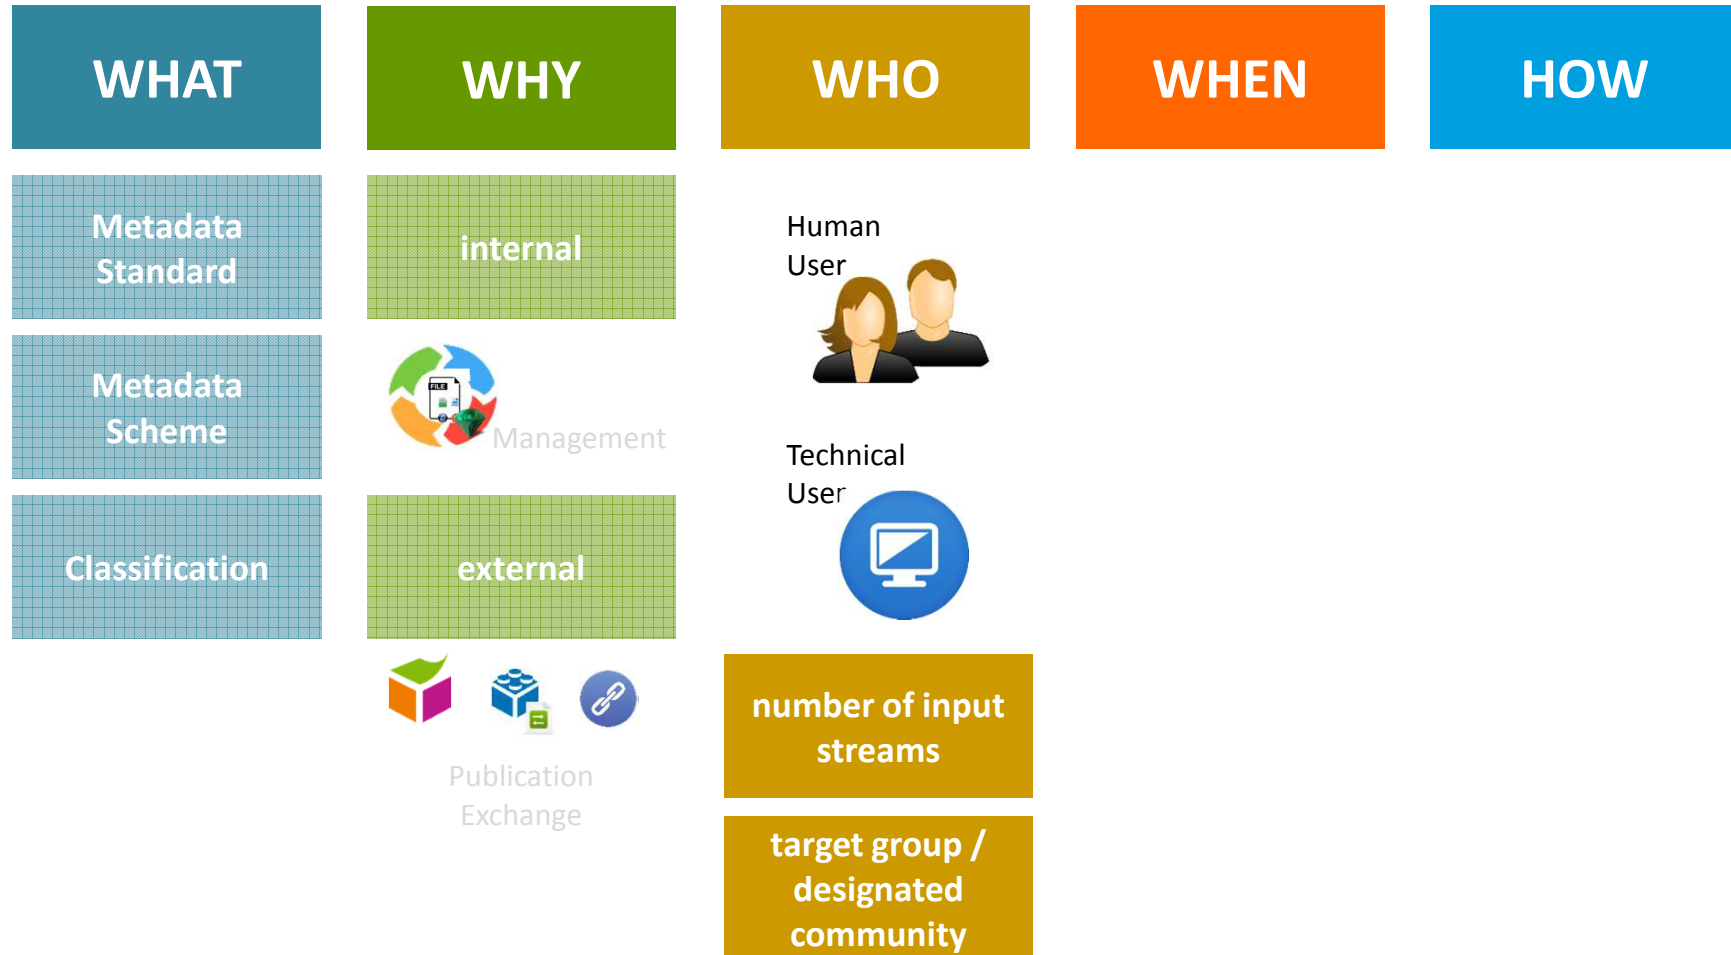 WHAT
WHY
WHO
WHEN
HOW
Metadata
Standard
Metadata
Scheme
Classification
internal
FILE
Management
external
Publication
Exchange
Human
User
Technical
User
number of input
streams
target group /
designated
community